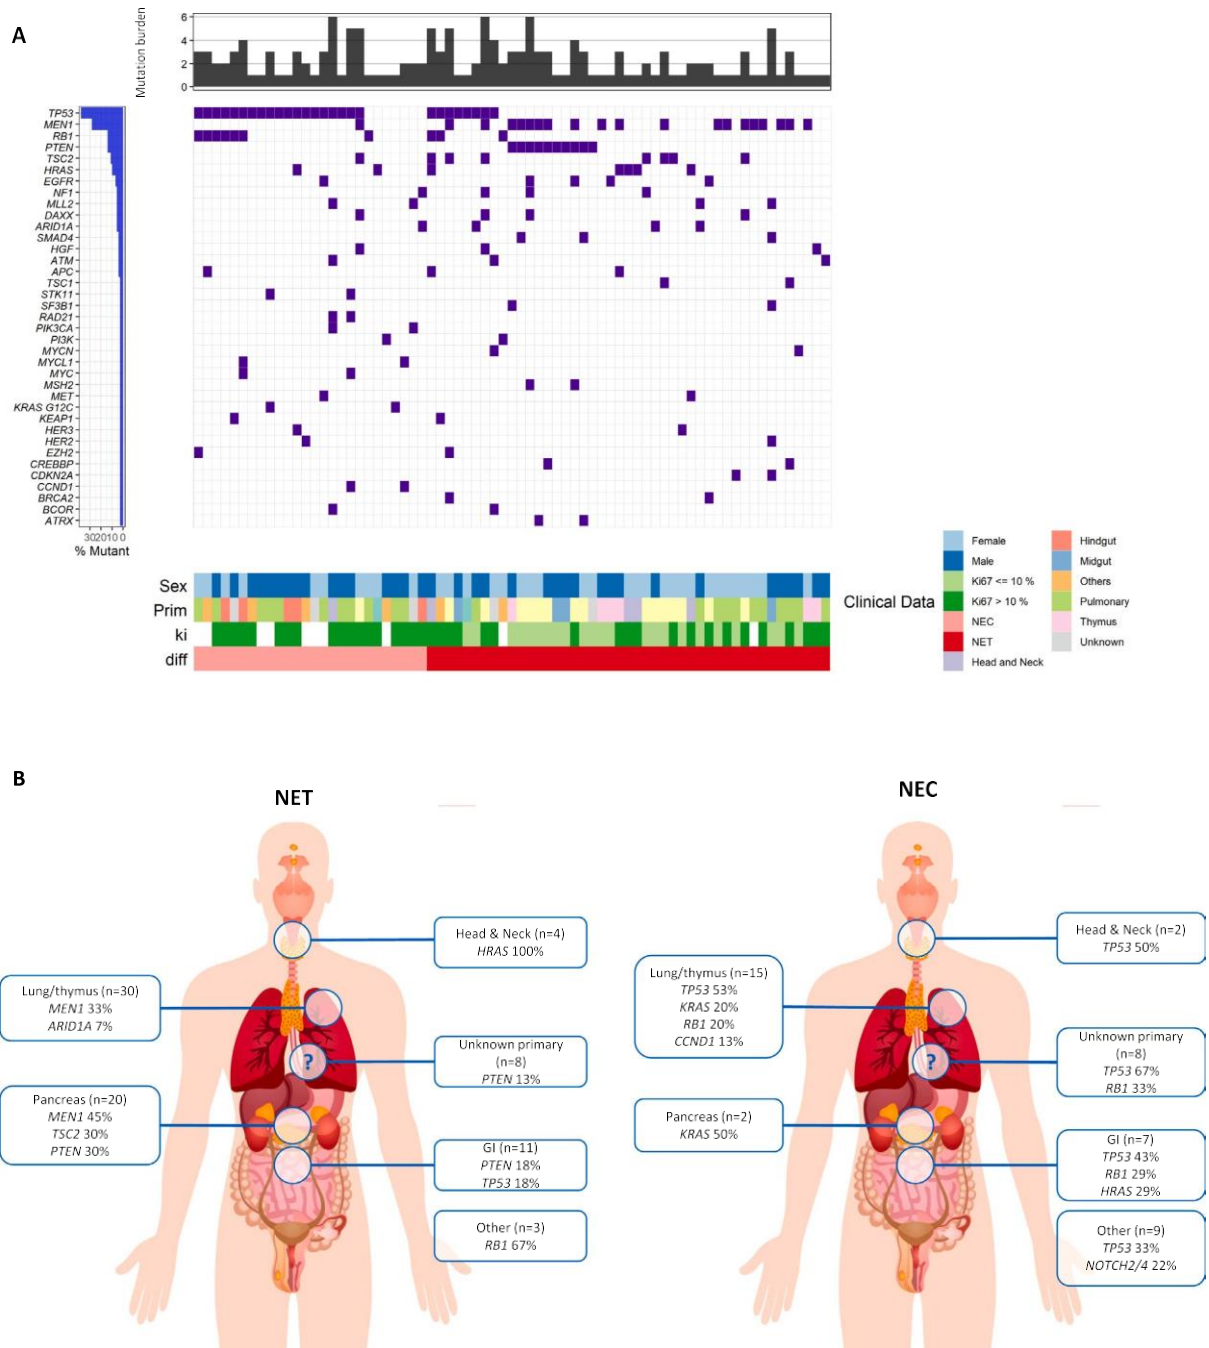 A
Mutation burden
6
4
2
0
TP53
MEN1
RB1
PTEN
TSC2
HRAS
EGFR
NF1
MLL2
DAXX
ARID1A
SMAD4
HGF
ATM
APC
TSC1
STK11
SF3B1
RAD21
PIK3CA
PI3K
MYCN
MYCL1
MYC
MSH2
MET
KRAS G12C
KEAP1
HER3
HER2
EZH2
CREBBP
CDKN2A
CCND1
BRCA2
BCOR
ATRX
3020100
% Mutant
Sex
Prim
ki
diff
Clinical Data
Female
Male
Ki67 <= 10 %
Ki67 > 10 %
NEC
NET
Head and Neck
Hindgut
Midgut
Others
Pulmonary
Thymus
Unknown
B
NET
Head & Neck (n=4)
HRAS 100%
Lung/thymus (n=30)
MEN1 33%
ARID1A 7%
Unknown primary
(n=8)
PTEN 13%
?
Pancreas (n=20)
MEN1 45%
TSC2 30%
PTEN 30%
GI (n=11)
PTEN 18%
TP53 18%
Other (n=3)
RB1 67%
NEC
Head & Neck (n=2)
TP53 50%
Lung/thymus (n=15)
TP53 53%
KRAS 20%
RB1 20%
CCND1 13%
Unknown primary
(n=8)
TP53 67%
RB1 33%
?
Pancreas (n=2)
KRAS 50%
GI (n=7)
TP53 43%
RB1 29%
HRAS 29%
Other (n=9)
TP53 33%
NOTCH2/4 22%